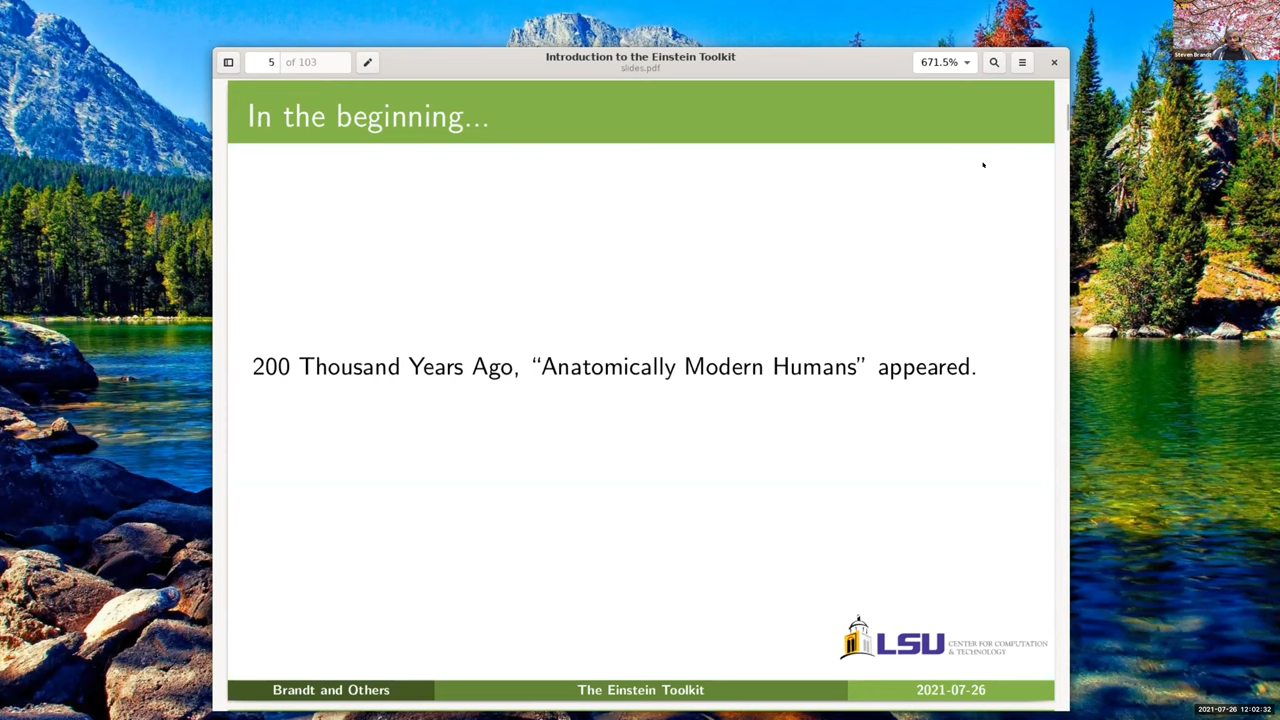 5 of 103
Introduction to the Einstein Toolkit
slides.pdf
671.5%
Steven Brandt
In the beginning...
200 Thousand Years Ago, “Anatomically Modern Humans” appeared.
LSU CENTER FOR COMPUTATION
& TECHNOLOGY
Brandt and Others
The Einstein Toolkit
2021-07-26
2021-07-26 12:02:32